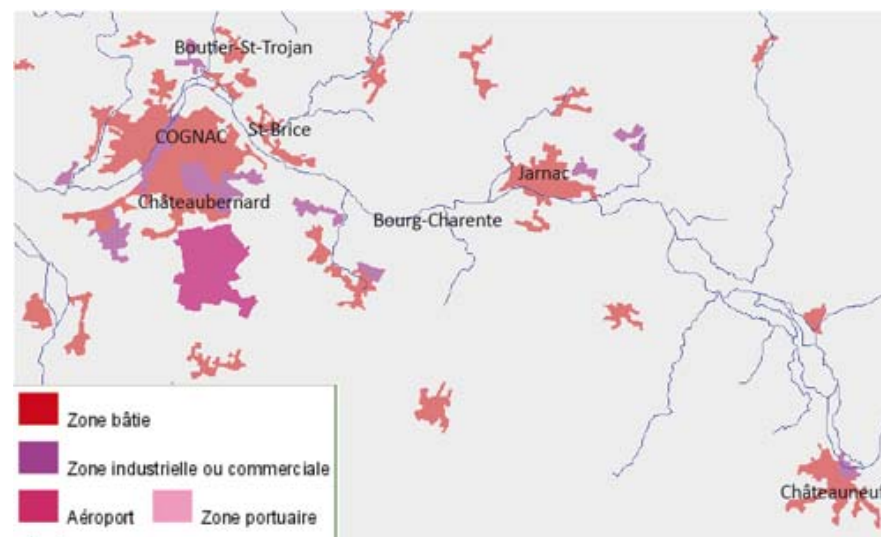 Boutier-St-Trojan
COGNAC
St-Brice
Jarnac
Châteaubernard
Bourg-Charente
Châteauneuf
Zone bâtie
Zone industrielle ou commerciale
Aéroport
Zone portuaire